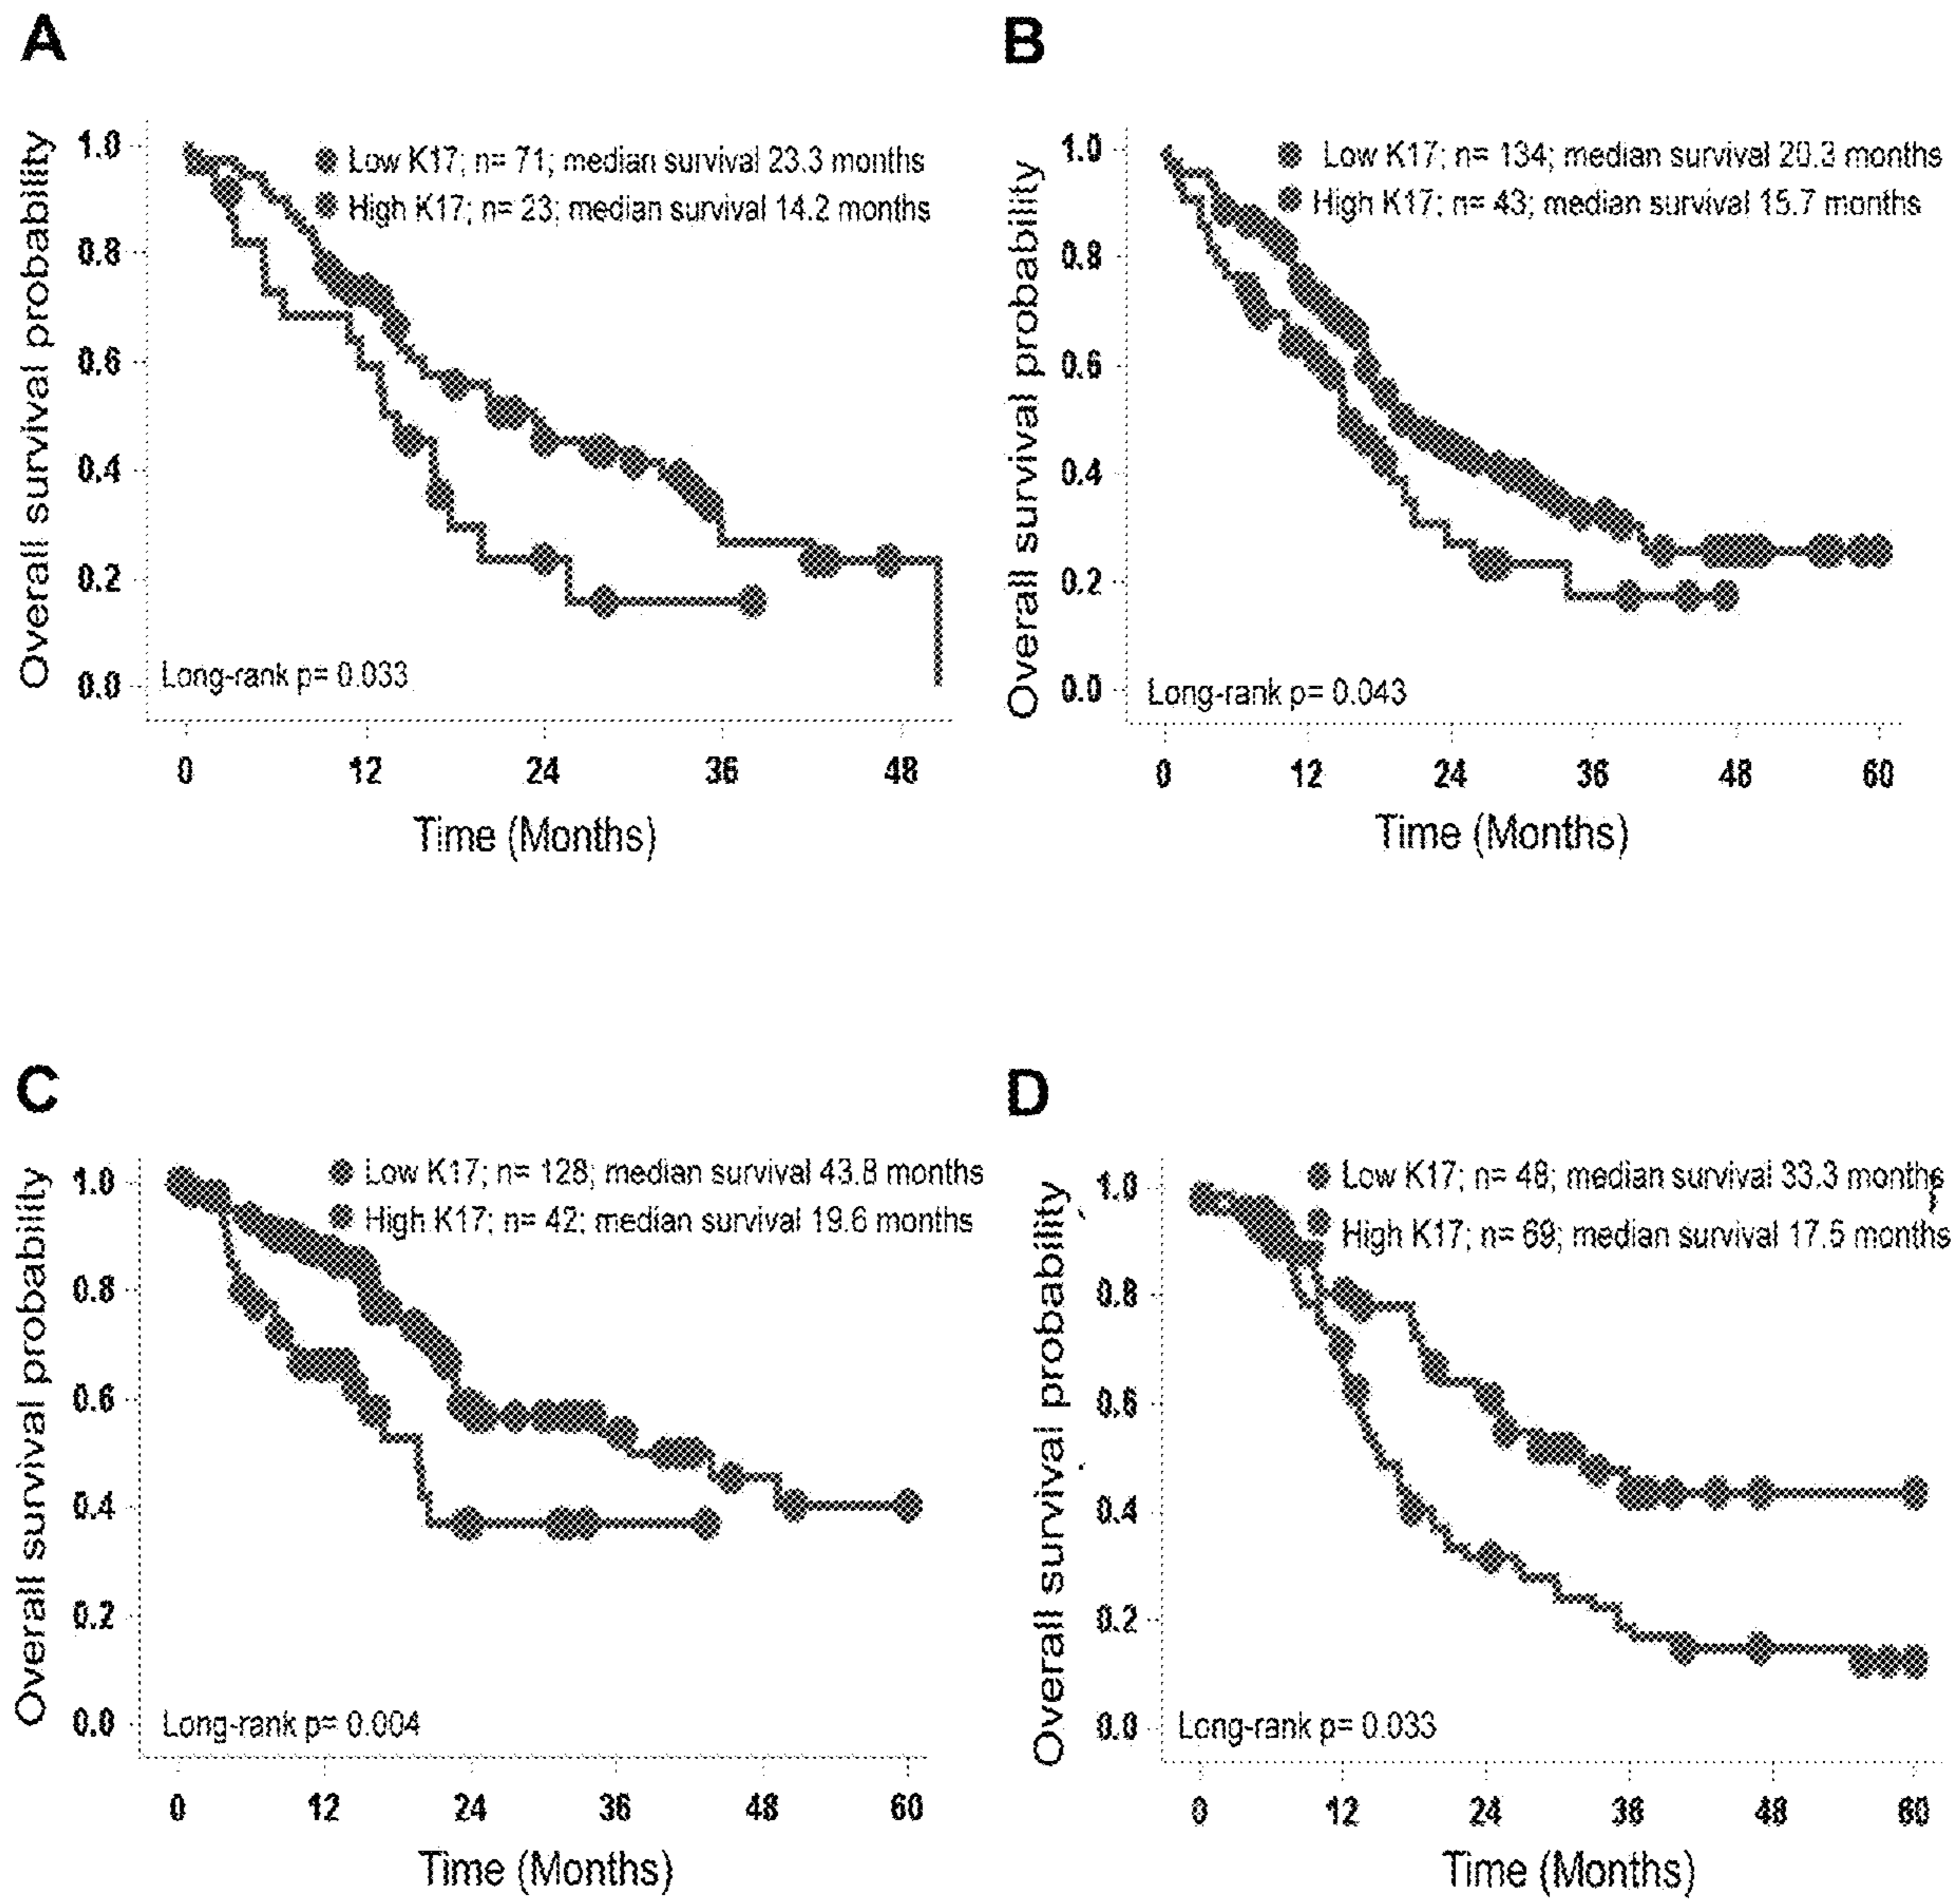 A
Overall survival probability
1.0
0.8
0.6
0.4
0.2
0.0
Low K17; n= 71; median survival 23.3 months
High K17; n= 23; median survival 14.2 months
Long-rank p= 0.033
0 12 24 36 48
Time (Months)
B
Overall survival probability
1.0
0.8
0.6
0.4
0.2
0.0
Low K17; n= 134; median survival 20.3 months
High K17; n= 43; median survival 15.7 months
Long-rank p= 0.043
0 12 24 36 48 60
Time (Months)
C
Overall survival probability
1.0
0.8
0.6
0.4
0.2
0.0
Low K17; n= 128; median survival 43.8 months
High K17; n= 42; median survival 19.6 months
Long-rank p= 0.004
0 12 24 36 48 60
Time (Months)
D
Overall survival probability
1.0
0.8
0.6
0.4
0.2
0.0
Low K17; n= 48; median survival 33.3 months
High K17; n= 69; median survival 17.5 months
Long-rank p= 0.033
0 12 24 36 48 60
Time (Months)